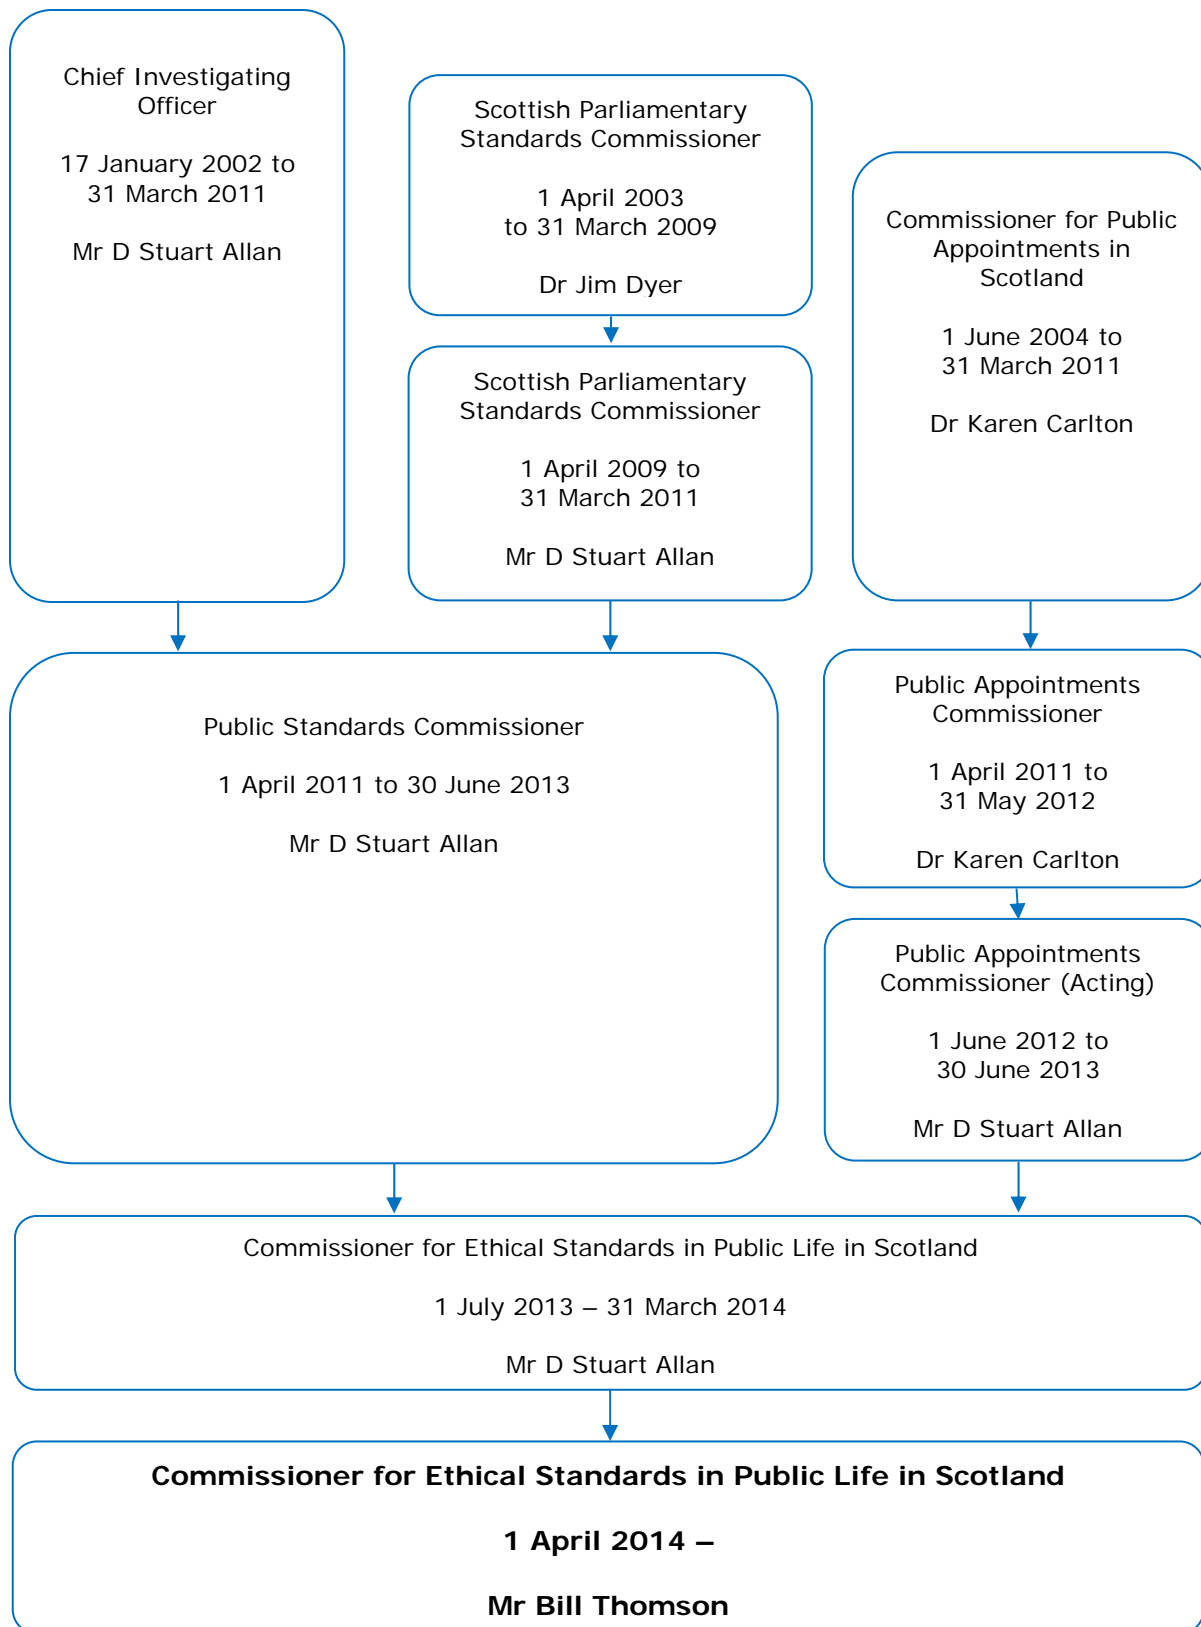 Chief Investigating
Officer
17 January 2002 to
31 March 2011
Mr D Stuart Allan
Scottish Parliamentary
Standards Commissioner
1 April 2003
to 31 March 2009
Dr Jim Dyer
Scottish Parliamentary
Standards Commissioner
1 April 2009 to
31 March 2011
Mr D Stuart Allan
Commissioner for Public
Appointments in
Scotland
1 June 2004 to
31 March 2011
Dr Karen Carlton
Public Standards Commissioner
1 April 2011 to 30 June 2013
Mr D Stuart Allan
Public Appointments
Commissioner
1 April 2011 to
31 May 2012
Dr Karen Carlton
Public Appointments
Commissioner (Acting)
1 June 2012 to
30 June 2013
Mr D Stuart Allan
Commissioner for Ethical Standards in Public Life in Scotland
1 July 2013 – 31 March 2014
Mr D Stuart Allan
Commissioner for Ethical Standards in Public Life in Scotland
1 April 2014 –
Mr Bill Thomson